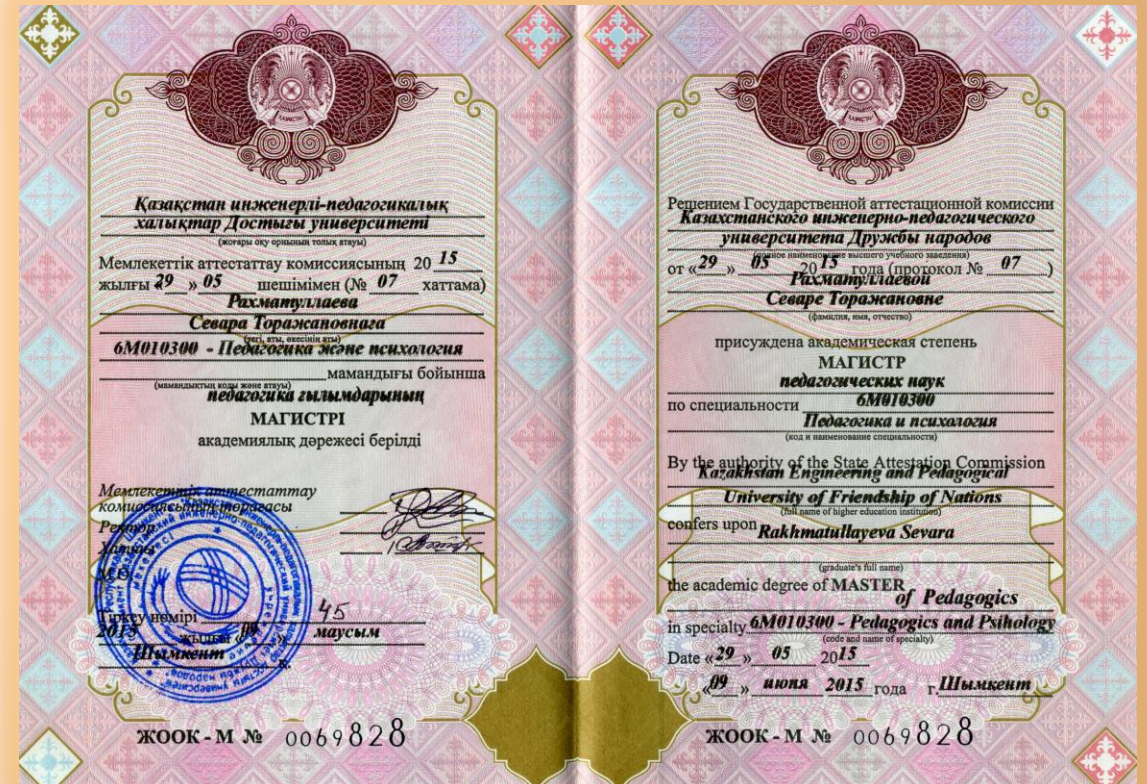 Қазақстан инженерлі-педагогикалық
халықтар Достығы университеті
(жоғары оқу орнының толық атауы)
Мемлекеттік аттестаттау комиссиясының 20 15
жылғы « 29 » 05 шешімімен (№ 07 хаттама)
Рахматуллаева
Севара Торажановнаға
(тегі, аты, әкесінің аты)
6М010300 - Педагогика және психология
мамандығы бойынша
(мамандықтың коды және атауы)
педагогика ғылымдарының
МАГИСТРІ
академиялық дәрежесі берілді
Мемлекеттік аттестаттау
комиссиясының төрағасы
Ректор
Хатшы
М.О.
Тіркеу нөмірі 45
2015 жылғы « 09 » маусым
Шымкент қ.
ЖООК - М № 0069828
Решением Государственной аттестационной комиссии
Казахстанского инженерно-педагогического
университета Дружбы народов
(полное наименование высшего учебного заведения)
от « 29 » 05 20 15 года (протокол № 07 )
Рахматуллаевой
Севаре Торажановне
(фамилия, имя, отчество)
присуждена академическая степень
МАГИСТР
педагогических наук
по специальности 6М010300
Педагогика и психология
(код и наименование специальности)
By the authority of the State Attestation Commission
Kazakhstan Engineering and Pedagogical
University of Friendship of Nations
(full name of higher education institution)
confers upon Rakhmatullayeva Sevara
(graduate's full name)
the academic degree of MASTER of Pedagogics
in specialty 6M010300 - Pedagogics and Psihology
(code and name of specialty)
Date « 29 » 05 2015
« 09 » июня 2015 года г. Шымкент
ЖООК - М № 0069828